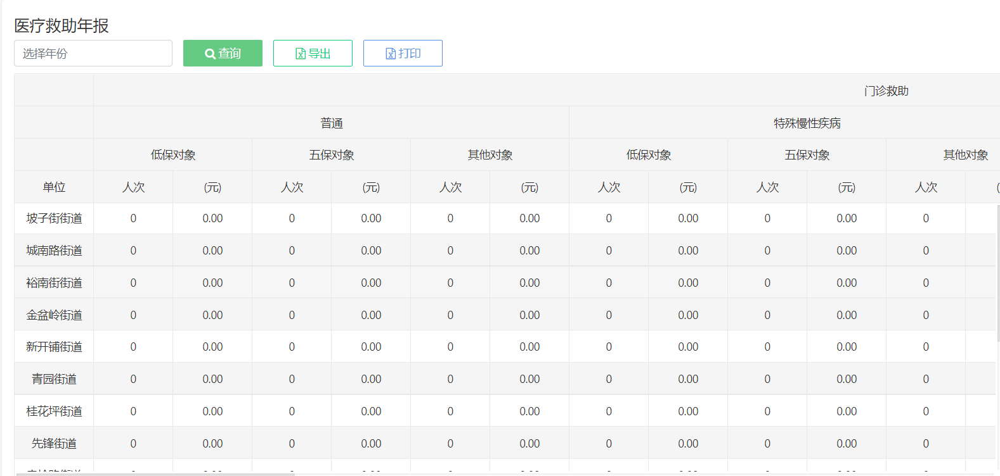 医疗救助年报
选择年份 查询 导出 打印
门诊救助
普通 特殊慢性疾病
低保对象 五保对象 其他对象 低保对象 五保对象 其他对象
单位 人次 (元) 人次 (元) 人次 (元) 人次 (元) 人次 (元) 人次
坡子街街道 0 0.00 0 0.00 0 0.00 0 0.00 0 0.00 0
城南路街道 0 0.00 0 0.00 0 0.00 0 0.00 0 0.00 0
裕南街街道 0 0.00 0 0.00 0 0.00 0 0.00 0 0.00 0
金盆岭街道 0 0.00 0 0.00 0 0.00 0 0.00 0 0.00 0
新开铺街道 0 0.00 0 0.00 0 0.00 0 0.00 0 0.00 0
青园街道 0 0.00 0 0.00 0 0.00 0 0.00 0 0.00 0
桂花坪街道 0 0.00 0 0.00 0 0.00 0 0.00 0 0.00 0
先锋街道 0 0.00 0 0.00 0 0.00 0 0.00 0 0.00 0